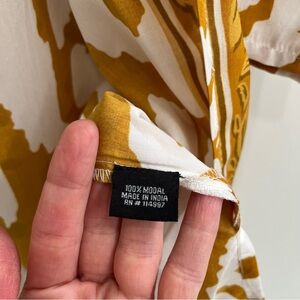 100% MODAL
MADE IN INDIA
RN # 114997